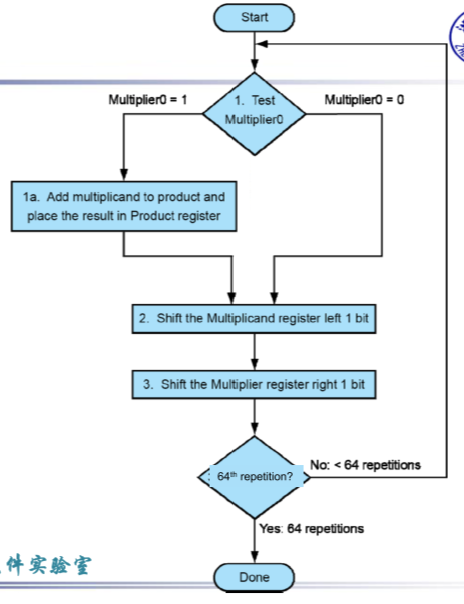 Start
Multiplier0 = 1
1. Test
Multiplier0
Multiplier0 = 0
1a. Add multiplicand to product and
place the result in Product register
2. Shift the Multiplicand register left 1 bit
3. Shift the Multiplier register right 1 bit
64th repetition?
No: < 64 repetitions
Yes: 64 repetitions
件实验室
Done